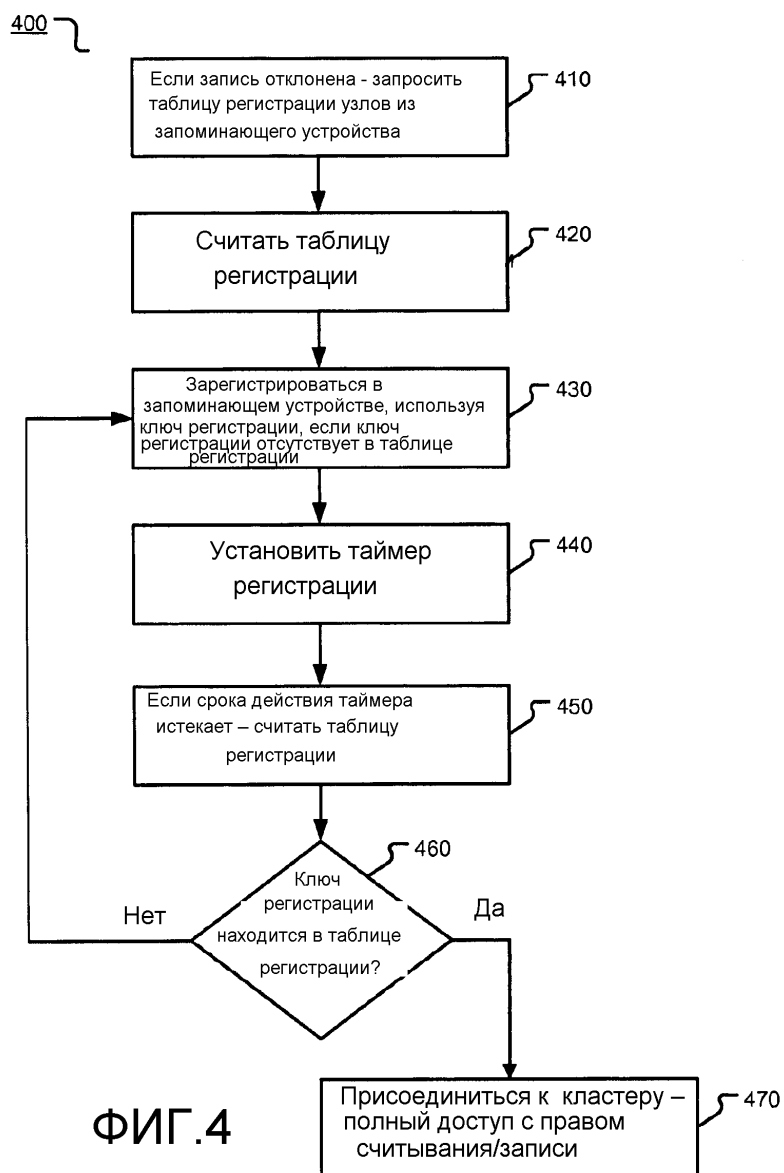 400
Если запись отклонена - запросить
таблицу регистрации узлов из
запоминающего устройства
410
Считать таблицу
регистрации
420
Зарегистрироваться в
запоминающем устройстве, используя
ключ регистрации, если ключ
регистрации отсутствует в таблице
регистрации
430
Установить таймер
регистрации
440
Если срока действия таймера
истекает – считать таблицу
регистрации
450
460
Ключ
регистрации
находится в таблице
регистрации?
Нет
Да
Присоединиться к кластеру –
полный доступ с правом
считывания/записи
470
ФИГ.4